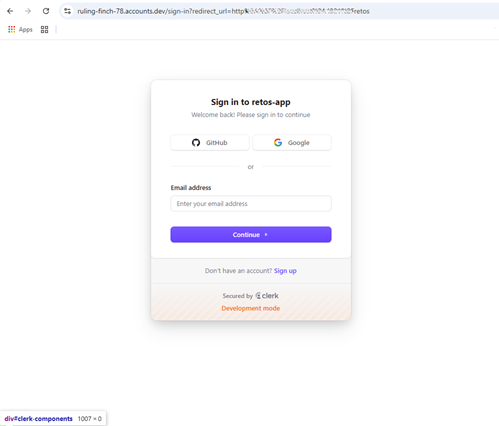 ruling-finch-78.accounts.dev/sign-in?redirect_url=http
Apps
Sign in to retos-app
Welcome back! Please sign in to continue
GitHub
Google
or
Email address
Enter your email address
Continue
Don't have an account? Sign up
Secured by clerk
Development mode
div#clerk-components 1007 × 0